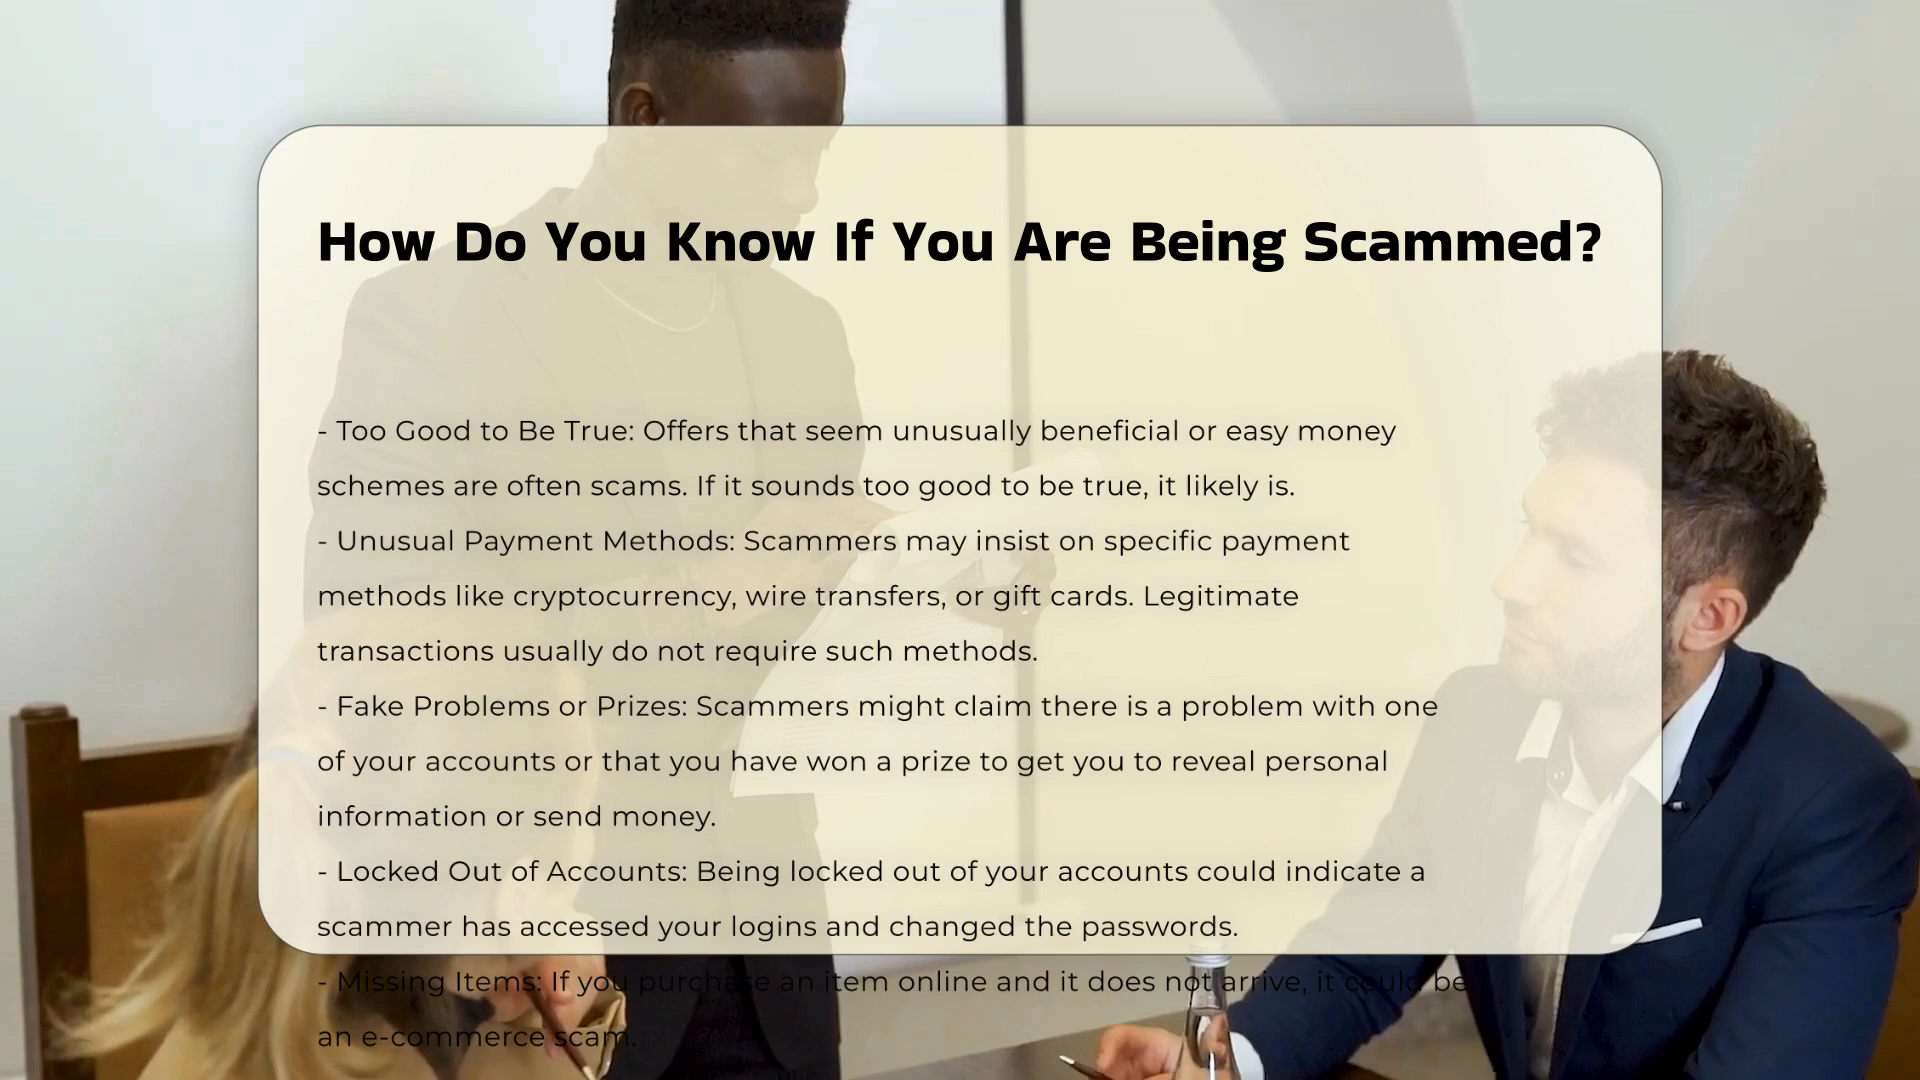 How Do You Know If You Are Being Scammed?
- Too Good to Be True: Offers that seem unusually beneficial or easy money
schemes are often scams. If it sounds too good to be true, it likely is.
- Unusual Payment Methods: Scammers may insist on specific payment
methods like cryptocurrency, wire transfers, or gift cards. Legitimate
transactions usually do not require such methods.
- Fake Problems or Prizes: Scammers might claim there is a problem with one
of your accounts or that you have won a prize to get you to reveal personal
information or send money.
- Locked Out of Accounts: Being locked out of your accounts could indicate a
scammer has accessed your logins and changed the passwords.
- Missing Items: If you purchase an item online and it does not arrive, it could be
an e-commerce scam.